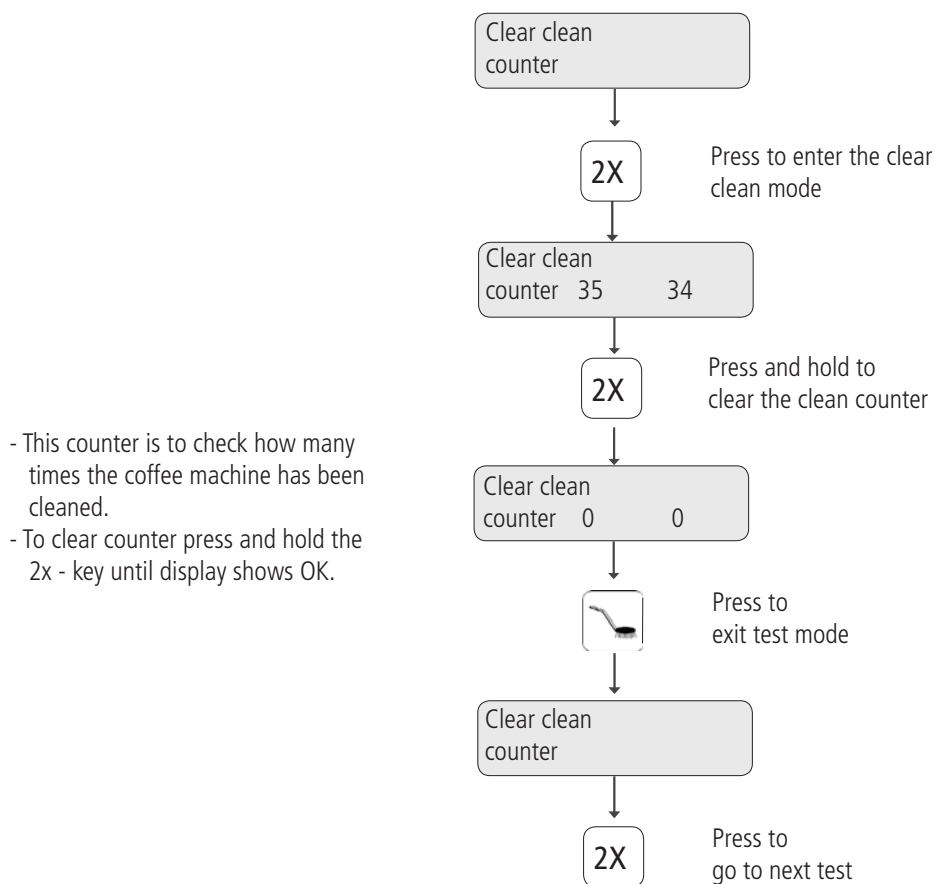 Clear clean
counter
2X
Press to enter the clear
clean mode
Clear clean
counter 35 34
2X
Press and hold to
clear the clean counter
- This counter is to check how many
times the coffee machine has been
cleaned.
- To clear counter press and hold the
2x - key until display shows OK.
Clear clean
counter 0 0
Press to
exit test mode
Clear clean
counter
2X
Press to
go to next test